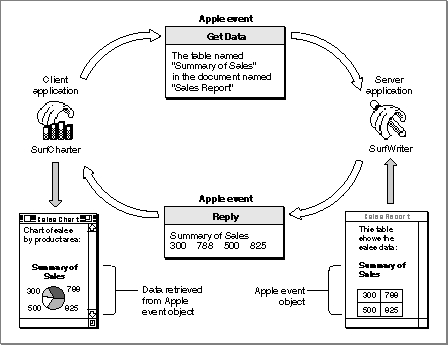 Apple event
Get Data
The table named
"Summary of Sales"
in the document named
"Sales Report"
Client
application
SurfCharter
Server
application
SurfWriter
Apple event
Reply
Summary of Sales
300 788 500 825
Sales Chart
Chart of sales
by product area:
Summary of
Sales
300 788
500 825
Data retrieved
from Apple
event object
Apple event
object
Sales Report
This table
shows the
sales data:
Summary of
Sales
300 788
500 825